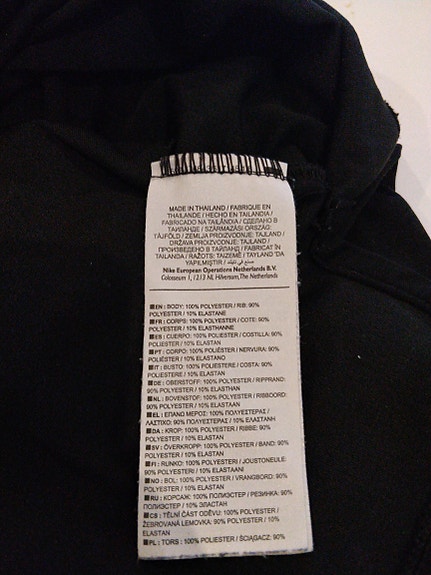 MADE IN THAILAND / FABRIQUE EN
THAILANDE / HECHO EN TAILANDIA /
FABRICADO NA TAILÂNDIA / СДЕЛАНО В
ТАИЛАНДЕ / SZÁRMAZÁSI ORSZÁG:
TÁJFÖLD / ZEMLJA PROIZVODNJE: TAJLAND /
DRŽAVA PROIZVODNJE: TAJLAND /
ПРОИЗВЕДЕНО В ТАЙЛАНД / FABRICAT ÎN
TAILANDA / RAŽOTS: TAIZEMĒ / TAYLAND 'DA
YAPILMIŞTIR / صنع في تايلاند
Nike European Operations Netherlands B.V.
Colosseum 1, 1213 NL Hilversum, The Netherlands
EN : BODY: 100% POLYESTER / RIB: 90%
POLYESTER / 10% ELASTANE
FR : CORPS: 100% POLYESTER / COTE: 90%
POLYESTER / 10% ELASTHANNE
ES : CUERPO: 100% POLIÉSTER / COSTILLA: 90%
POLIÉSTER / 10% ELASTAN
PT : CORPO: 100% POLIÉSTER / NERVURA: 90%
POLIÉSTER / 10% ELASTANO
IT : BUSTO: 100% POLIESTERE / COSTA: 90%
POLIESTERE / 10% ELASTAN
DE : OBERSTOFF: 100% POLYESTER / RIPPRAND:
90% POLYESTER / 10% ELASTHAN
NL : BOVENSTOF: 100% POLYESTER / RIBBOORD:
90% POLYESTER / 10% ELASTAAN
EL : ΕΠΑΝΩ ΜΕΡΟΣ: 100% ΠΟΛΥΕΣΤΕΡΑΣ /
ΛΑΣΤΙΧΟ: 90% ΠΟΛΥΕΣΤΕΡΑΣ / 10% ΕΛΑΣΤΑΝΗ
DA : KROP: 100% POLYESTER / RIBBE: 90%
POLYESTER / 10% ELASTAN
SV : ÖVERKROPP: 100% POLYESTER / BAND: 90%
POLYESTER / 10% ELASTAN
FI : RUNKO: 100% POLYESTERI / JOUSTONEULE:
90% POLYESTERI / 10% ELASTAANI
NO : BOL: 100% POLYESTER / VRANGBORD: 90%
POLYESTER / 10% ELASTAN
RU : КОРСАЖ: 100% ПОЛИЭСТЕР / РЕЗИНКА: 90%
ПОЛИЭСТЕР / 10% ЭЛАСТАН
CS : TĚLNÍ ČÁST ODĚVU: 100% POLYESTER /
ŽEBROVANÁ LEMOVKA: 90% POLYESTER / 10%
ELASTAN
PL : TORS : 100% POLIESTER / ŚCIĄGACZ: 90%